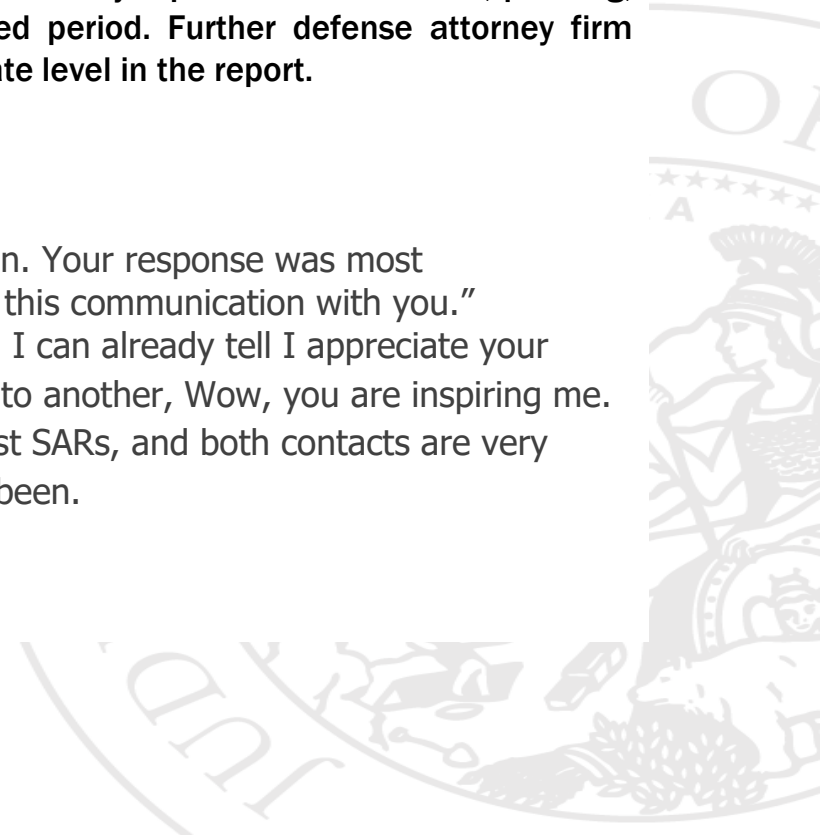 ed period. Further defense attorney firm
ate level in the report.
OF
A
n. Your response was most
this communication with you.”
I can already tell I appreciate your
to another, Wow, you are inspiring me.
st SARs, and both contacts are very
been.
JUD